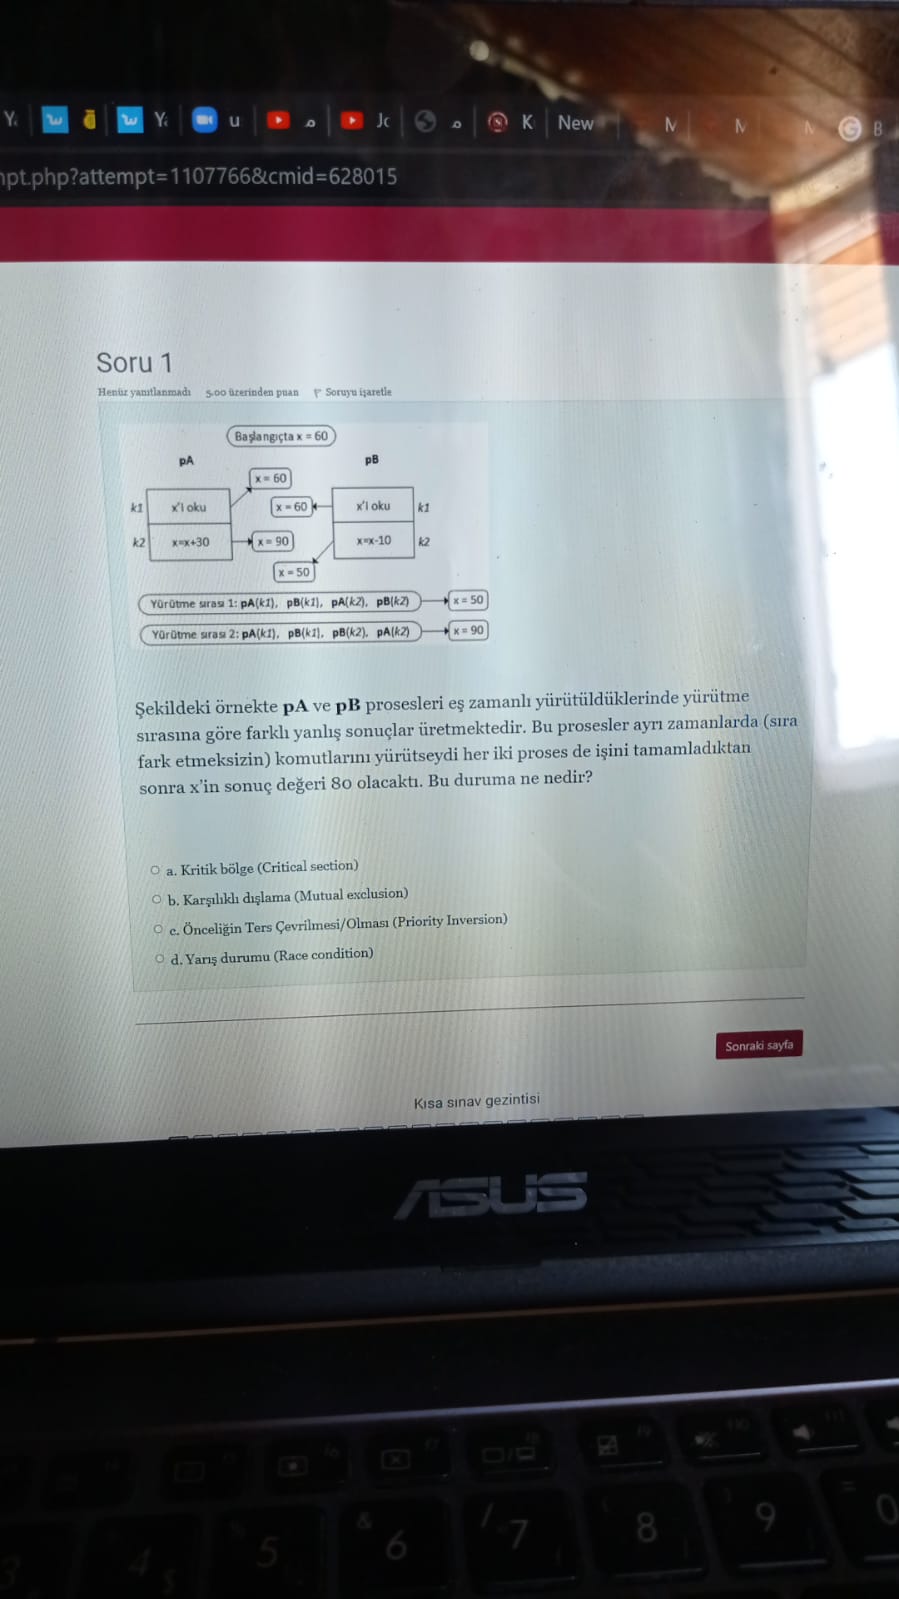 Y
u
Jc
K
New
B
mpt.php?attempt=1107766&cmid=628015
Soru 1
Henüz yanıtlanmadı 5,00 üzerinden puan Soruyu işaretle
Başlangıçta x = 60
pA
pB
x = 60
k1
x'i oku
x = 60
x'i oku
k1
k2
x=x+30
x = 90
x=x-10
k2
x = 50
Yürütme sırası 1: pA(k1), pB(k1), pA(k2), pB(k2)
x = 50
Yürütme sırası 2: pA(k1), pB(k1), pB(k2), pA(k2)
x = 90
Şekildeki örnekte pA ve pB prosesleri eş zamanlı yürütüldüklerinde yürütme
sırasına göre farklı yanlış sonuçlar üretmektedir. Bu prosesler ayrı zamanlarda (sıra
fark etmeksizin) komutlarını yürütseydi her iki proses de işini tamamladıktan
sonra x'in sonuç değeri 80 olacaktı. Bu duruma ne nedir?
a. Kritik bölge (Critical section)
b. Karşılıklı dışlama (Mutual exclusion)
c. Önceliğin Ters Çevrilmesi/Olması (Priority Inversion)
d. Yarış durumu (Race condition)
Sonraki sayfa
Kısa sınav gezintisi
ASUS
& 6
/ 7
8
9
0
5
4
3